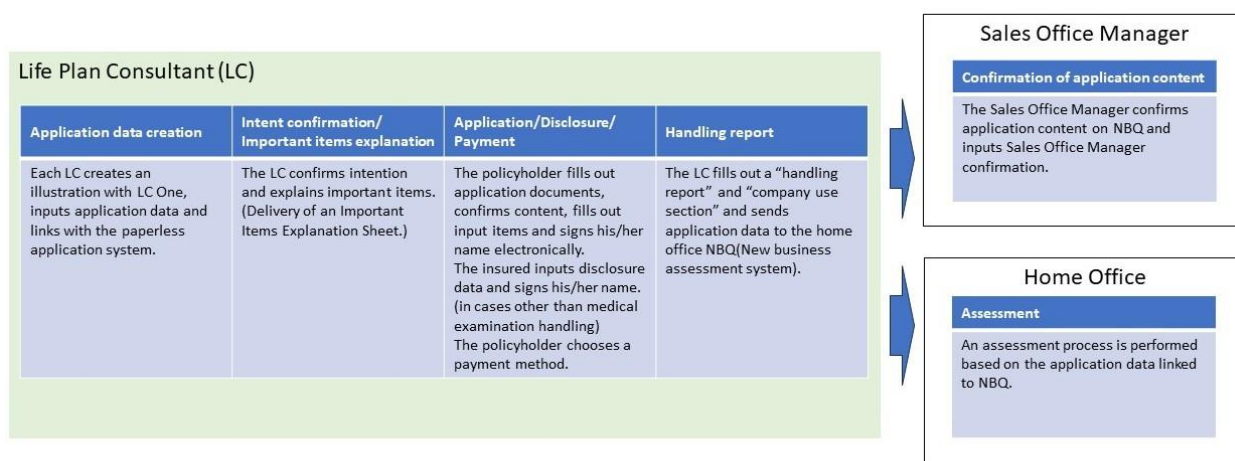 Life Plan Consultant (LC)
Application data creation
Each LC creates an
illustration with LC One,
inputs application data and
links with the paperless
application system.
Intent confirmation/
Important items explanation
The LC confirms intention
and explains important items.
(Delivery of an Important
Items Explanation Sheet.)
Application/Disclosure/
Payment
The policyholder fills out
application documents,
confirms content, fills out
input items and signs his/her
name electronically.
The insured inputs disclosure
data and signs his/her name.
(in cases other than medical
examination handling)
The policyholder chooses a
payment method.
Handling report
The LC fills out a “handling
report” and “company use
section” and sends
application data to the home
office NBQ(New business
assessment system).
Sales Office Manager
Confirmation of application content
The Sales Office Manager confirms
application content on NBQ and
inputs Sales Office Manager
confirmation.
Home Office
Assessment
An assessment process is performed
based on the application data linked
to NBQ.